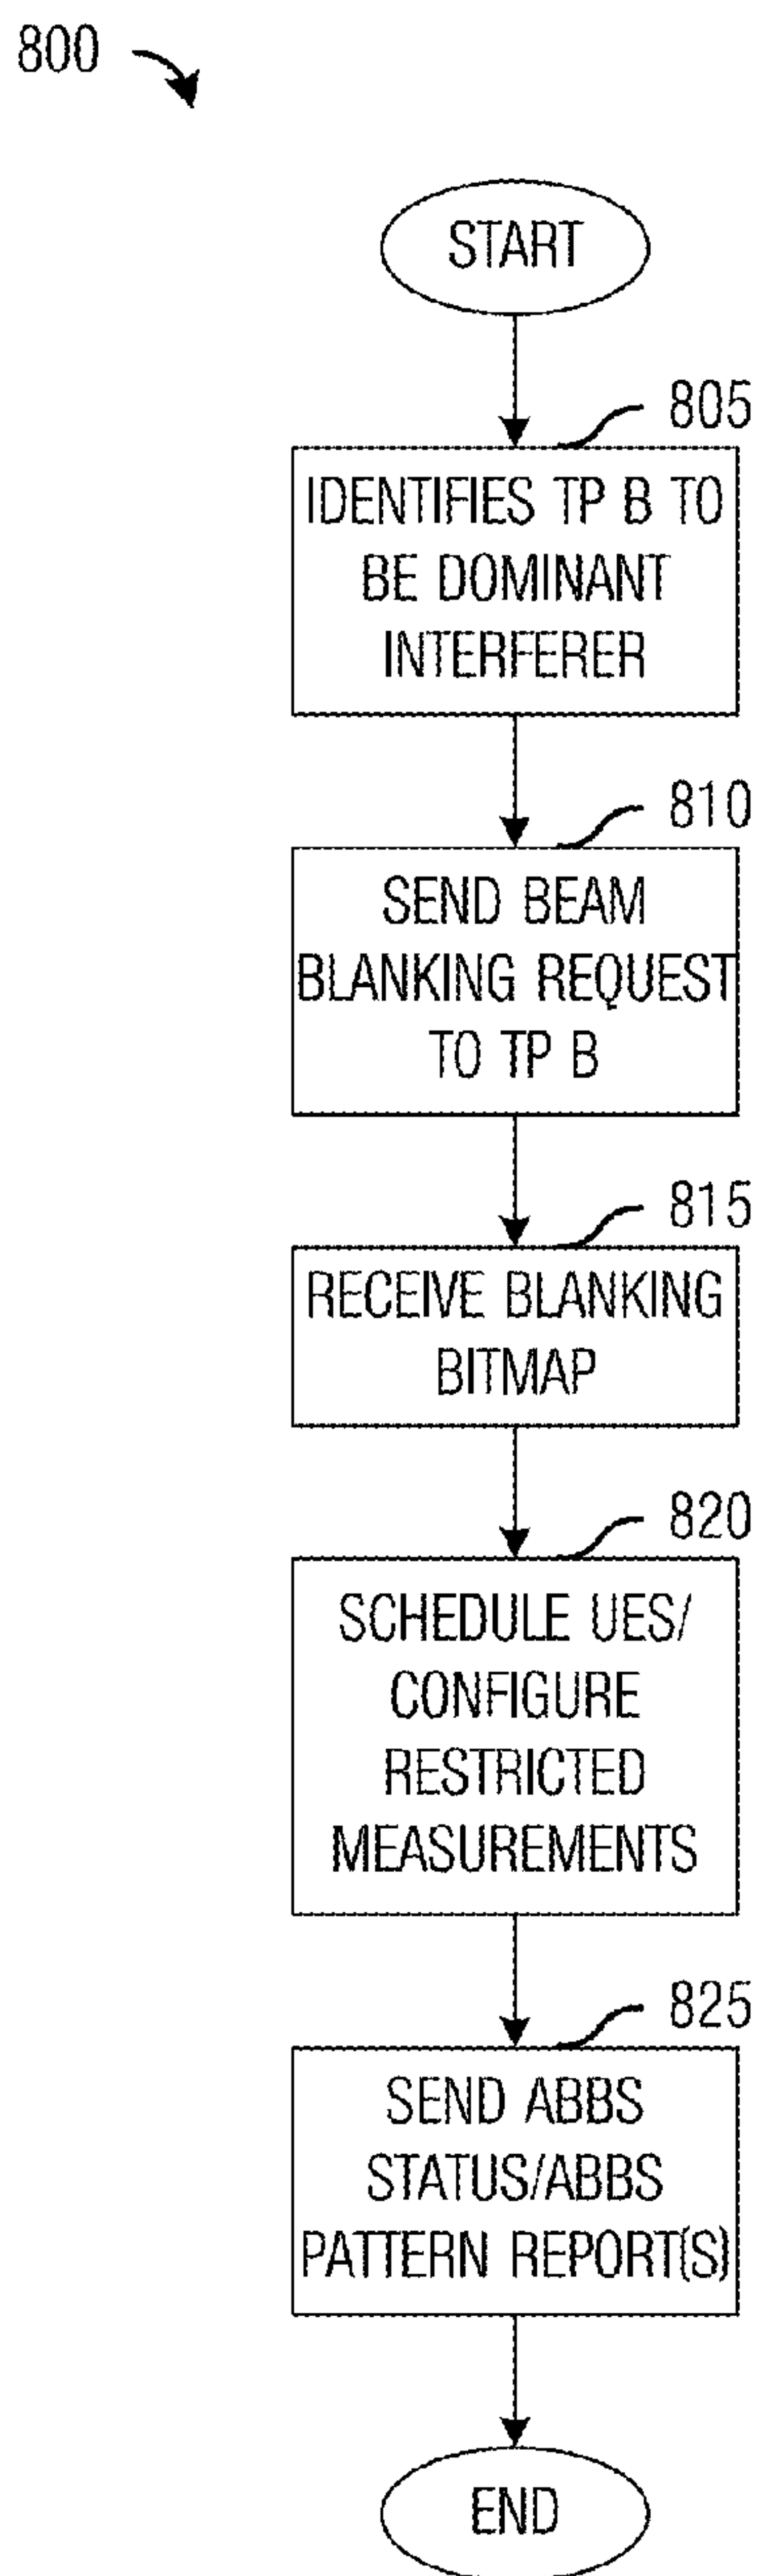 800
START
805
IDENTIFIES TP B TO
BE DOMINANT
INTERFERER
810
SEND BEAM
BLANKING REQUEST
TO TP B
815
RECEIVE BLANKING
BITMAP
820
SCHEDULE UES/
CONFIGURE
RESTRICTED
MEASUREMENTS
825
SEND ABBS
STATUS/ABBS
PATTERN REPORT(S)
END